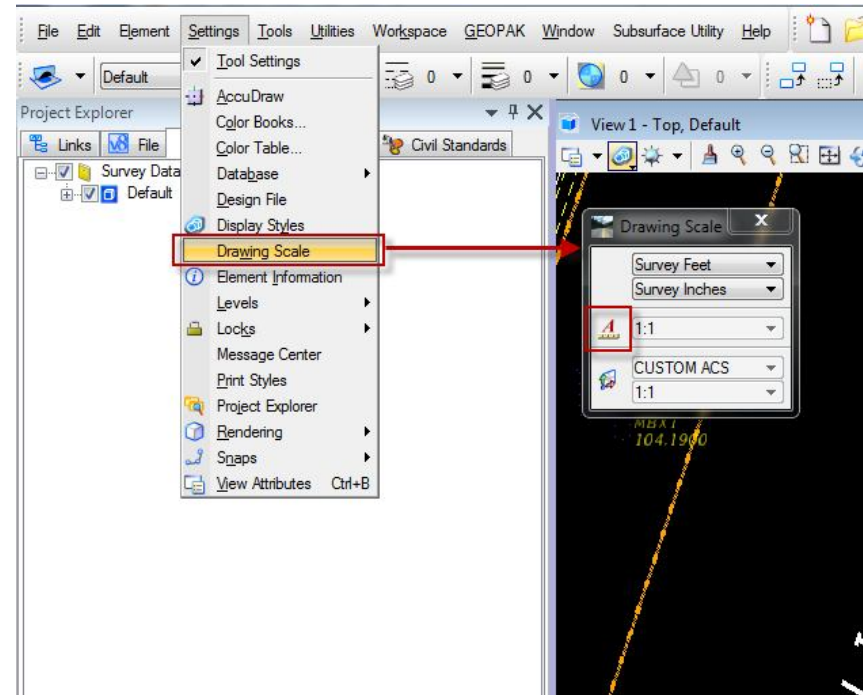 File Edit Element Settings Tools Utilities Workspace GEOPAK Window Subsurface Utility Help
Default 0 0 0 0
Project Explorer
View 1 - Top, Default
Links File Civil Standards
Survey Data
Default
Tool Settings
AccuDraw
Color Books...
Color Table...
Database
Design File
Display Styles
Drawing Scale
Element Information
Levels
Locks
Message Center
Print Styles
Project Explorer
Rendering
Snaps
View Attributes Ctrl+B
Drawing Scale
Survey Feet
Survey Inches
1:1
CUSTOM ACS
1:1
MBXT
104.1900